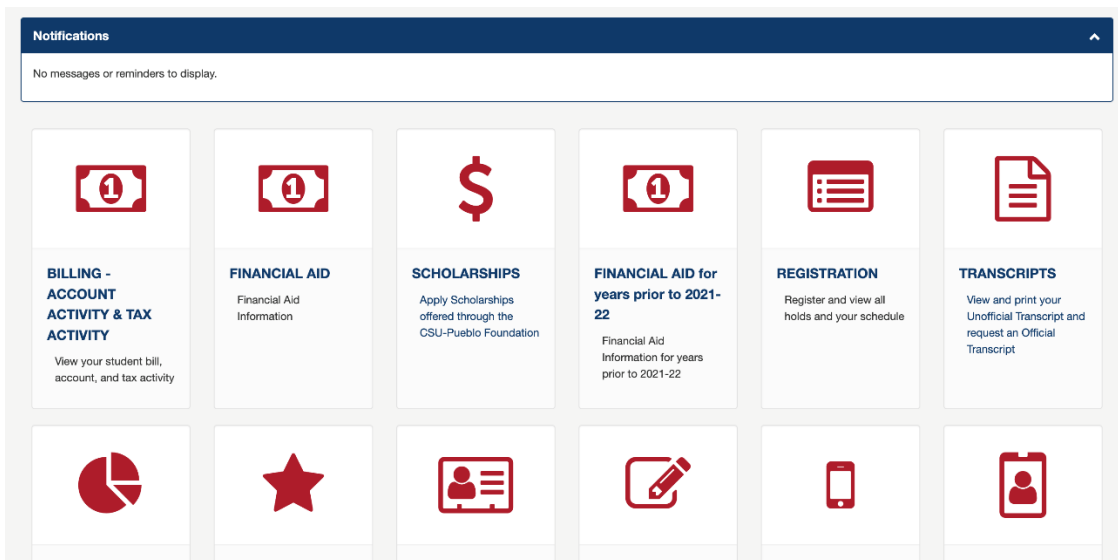 Notifications
No messages or reminders to display.
1
1
$
1
BILLING -
ACCOUNT
ACTIVITY & TAX
ACTIVITY
View your student bill,
account, and tax activity
FINANCIAL AID
Financial Aid
Information
SCHOLARSHIPS
Apply Scholarships
offered through the
CSU-Pueblo Foundation
FINANCIAL AID for
years prior to 2021-
22
Financial Aid
Information for years
prior to 2021-22
REGISTRATION
Register and view all
holds and your schedule
TRANSCRIPTS
View and print your
Unofficial Transcript and
request an Official
Transcript